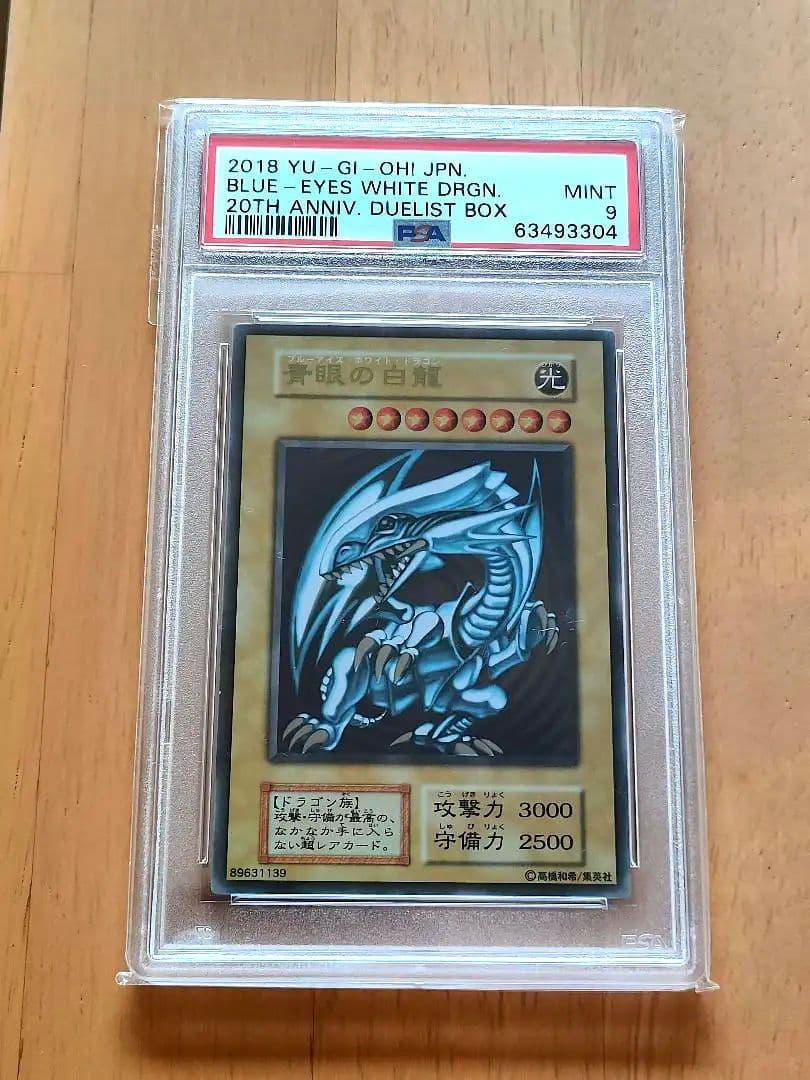 2018 YU-GI-OH! JPN.
BLUE-EYES WHITE DRGN. MINT
20TH ANNIV. DUELIST BOX 9
PSA 63493304
ブルーアイズ ホワイト・ドラゴン
青眼の白龍
ひかり
光
【ドラゴン族】
攻撃・守備が最高の、
なかなか手に入ら
ない超レアカード。
こう げき りょく
攻撃力 3000
しゅ び りょく
守備力 2500
89631139
©高橋和希/集英社
PSA